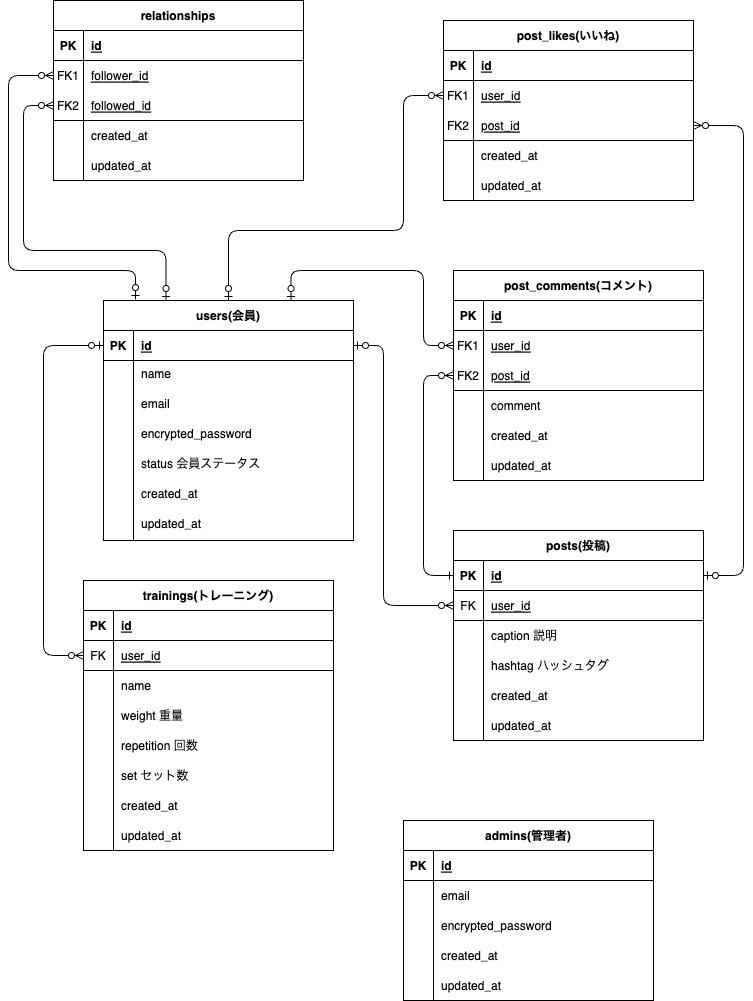 relationships
PK id
FK1 follower_id
FK2 followed_id
created_at
updated_at
post_likes(いいね)
PK id
FK1 user_id
FK2 post_id
created_at
updated_at
users(会員)
PK id
name
email
encrypted_password
status 会員ステータス
created_at
updated_at
post_comments(コメント)
PK id
FK1 user_id
FK2 post_id
comment
created_at
updated_at
trainings(トレーニング)
PK id
FK user_id
name
weight 重量
repetition 回数
set セット数
created_at
updated_at
posts(投稿)
PK id
FK user_id
caption 説明
hashtag ハッシュタグ
created_at
updated_at
admins(管理者)
PK id
email
encrypted_password
created_at
updated_at